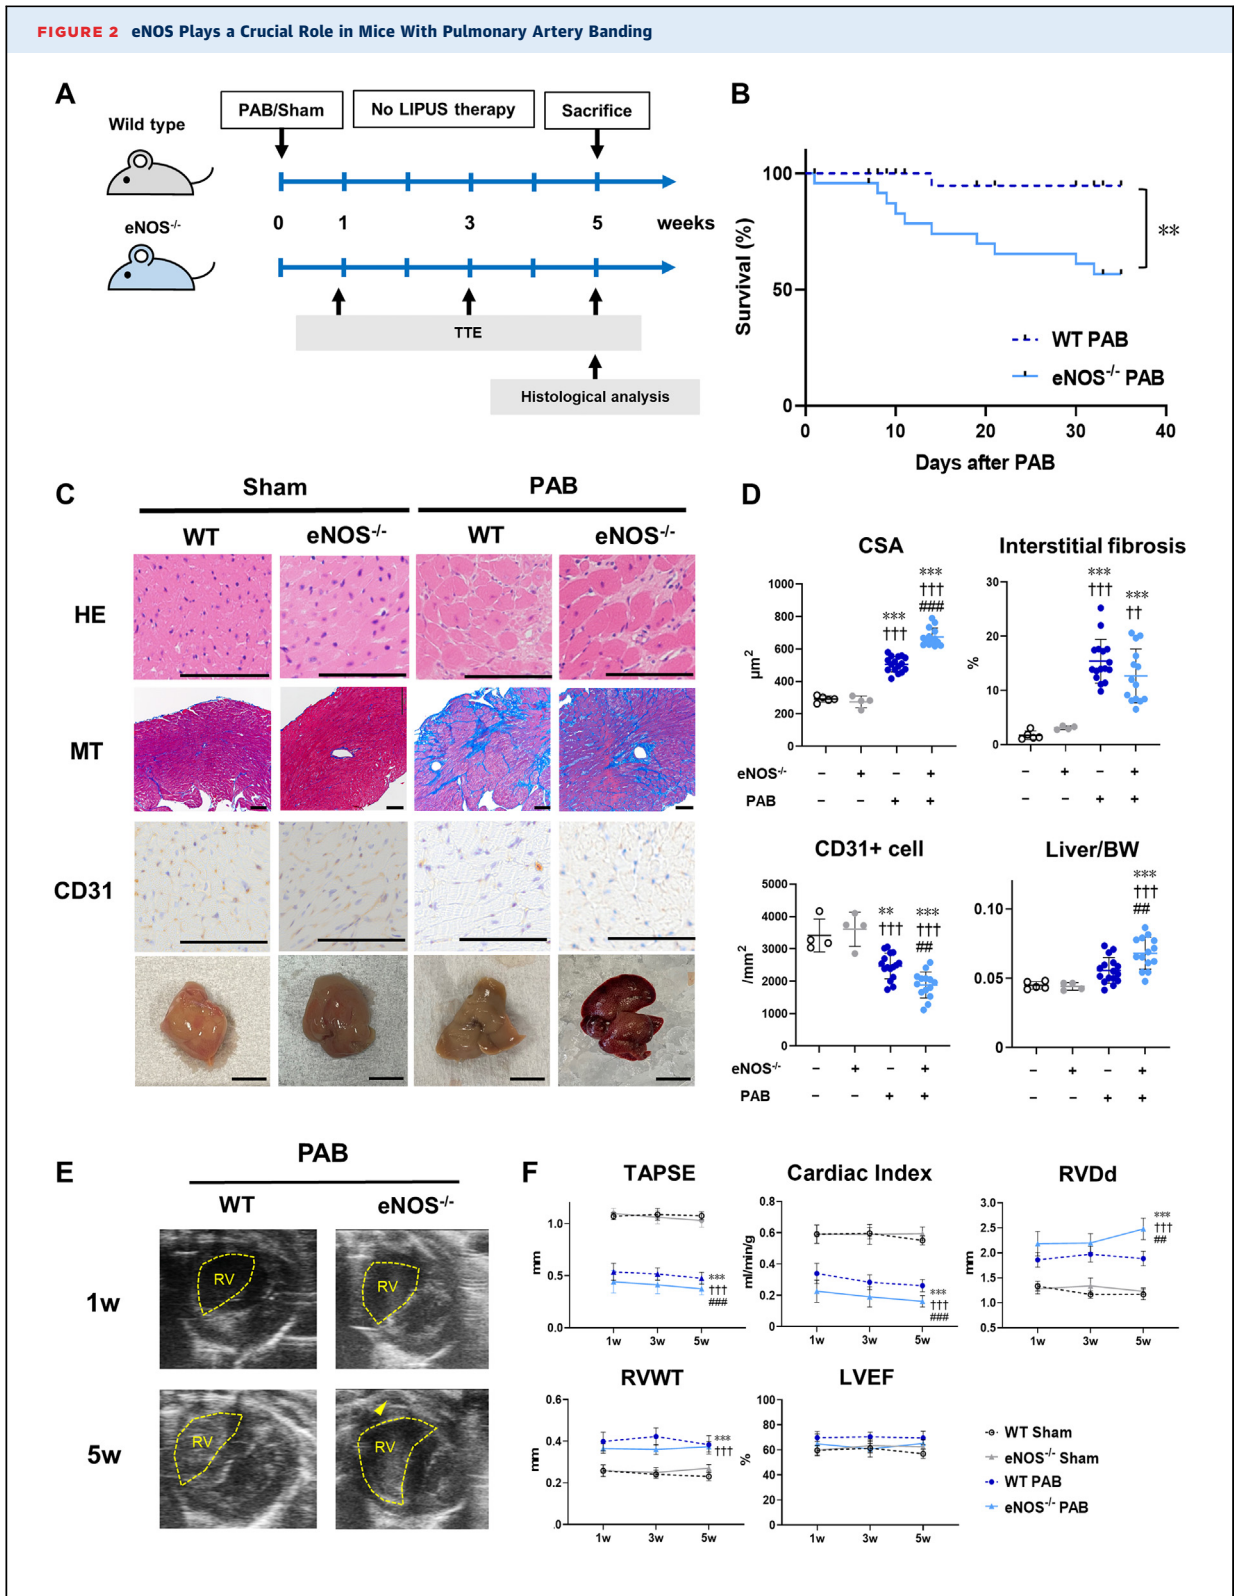 FIGURE 2 eNOS Plays a Crucial Role in Mice With Pulmonary Artery Banding
A
PAB/Sham
No LIPUS therapy
Sacrifice
Wild type
0 1 3 5 weeks
eNOS-/-
TTE
Histological analysis
B
Survival (%)
100
50
0
0 10 20 30 40
Days after PAB
**
WT PAB
eNOS-/- PAB
C
Sham PAB
WT eNOS-/- WT eNOS-/-
HE
MT
CD31
D
CSA
µm2
1000
800
600
400
200
0
***
†††
***
†††
###
eNOS-/- − + − +
PAB − − + +
Interstitial fibrosis
%
30
20
10
0
***
†††
***
††
− + − +
− − + +
CD31+ cell
/mm2
5000
4000
3000
2000
1000
0
**
†††
***
†††
##
eNOS-/- − + − +
PAB − − + +
Liver/BW
0.10
0.05
0
***
†††
##
− + − +
− − + +
E
PAB
WT eNOS-/-
1w
RV RV
5w
RV RV
F
TAPSE
mm
1.0
0.5
0.0
1w 3w 5w
***
†††
###
Cardiac Index
ml/min/g
0.8
0.6
0.4
0.2
0
1w 3w 5w
***
†††
###
RVDd
mm
3.0
2.5
2.0
1.5
1.0
0.5
1w 3w 5w
***
†††
##
RVWT
mm
0.6
0.4
0.2
.0
1w 3w 5w
***
†††
LVEF
%
100
80
60
40
20
0
1w 3w 5w
WT Sham
eNOS-/- Sham
WT PAB
eNOS-/- PAB